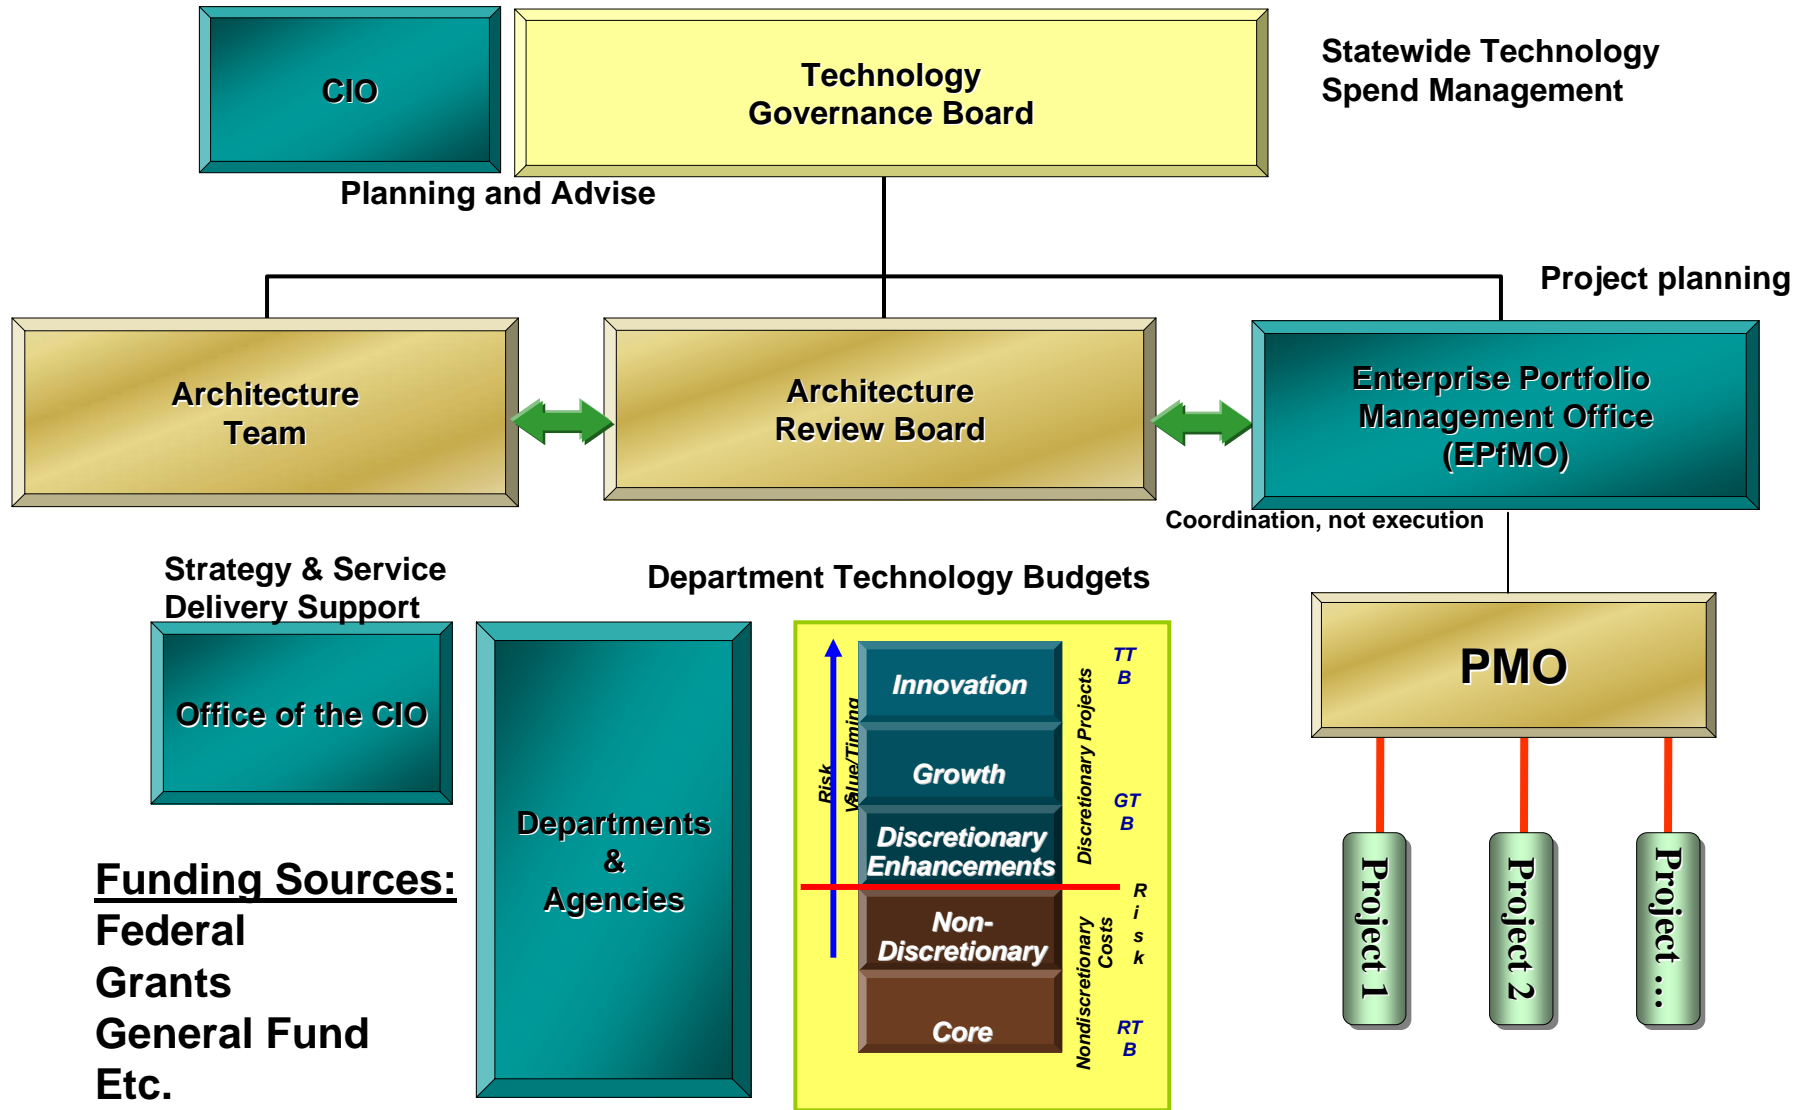 CIO
Technology
Governance Board
Statewide Technology
Spend Management
Planning and Advise
Project planning
Architecture
Team
Architecture
Review Board
Enterprise Portfolio
Management Office
(EPfMO)
Coordination, not execution
Strategy & Service
Delivery Support
Department Technology Budgets
Office of the CIO
Departments
&
Agencies
Risk
Value/Timing
Innovation
Growth
Discretionary
Enhancements
Non-
Discretionary
Core
Discretionary Projects
Nondiscretionary
Costs
TT
B
GT
B
R
i
s
k
RT
B
PMO
Project 1
Project 2
Project ...
Funding Sources:
Federal
Grants
General Fund
Etc.